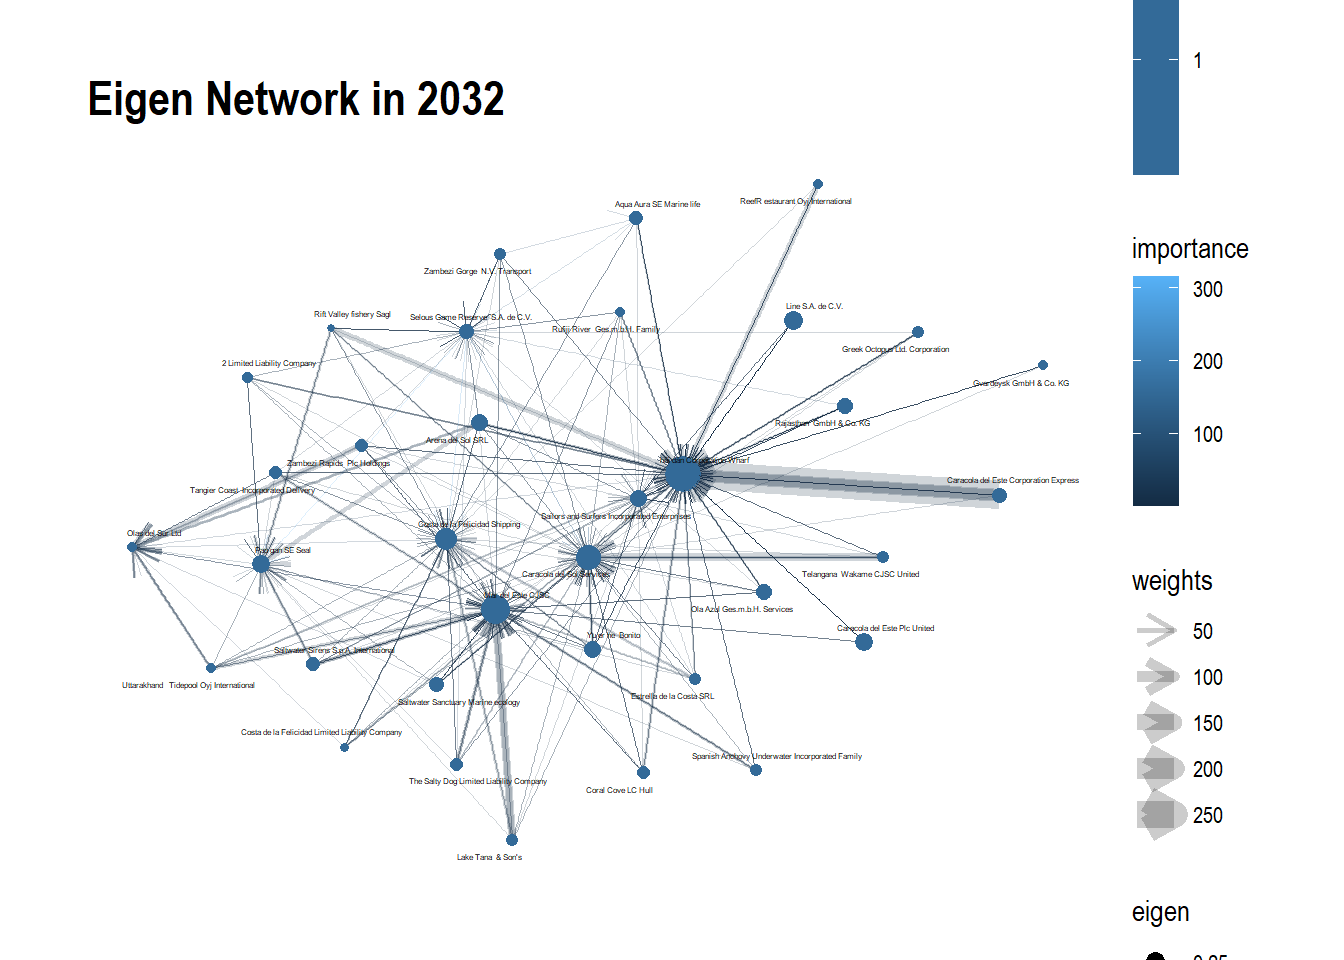 1
Eigen Network in 2032
Aqua Aura SE Marine life
ReefR estaurant Oyj International
importance
Zambezi Gorge N.V. Transport
300
Rift Valley fishery Sagl
Selous Game Reserve S.A. de C.V.
Line S.A. de C.V.
Rufiji River Ges.m.b.H. Family
Greek Octopus Ltd. Corporation
2 Limited Liability Company
200
Gvardeysk GmbH & Co. KG
Rajasthan GmbH & Co. KG
100
Arena del Sol SRL
Wharf
Zambezi Rapids Plc Holdings
Caracola del Este Corporation Express
Tangier Coast Incorporated Delivery
Sailors and Surfers Incorporated Enterprises
Costa de la Felicidad Shipping
Olas del Sur Ltd
SE Seal
Caracola del Sol Services
Telangana Wakame CJSC United
weights
Mar del Este CJSC
Ola Azul Ges.m.b.H. Services
50
Caracola del Este Plc United
Bonito
Saltwater Sirens S.p.A. International
100
Uttarakhand Tidepool Oyj International
Estrella de la Costa SRL
Saltwater Sanctuary Marine ecology
150
Costa de la Felicidad Limited Liability Company
Spanish Anchovy Underwater Incorporated Family
200
The Salty Dog Limited Liability Company
Coral Cove LC Hull
250
Lake Tana & Son's
eigen